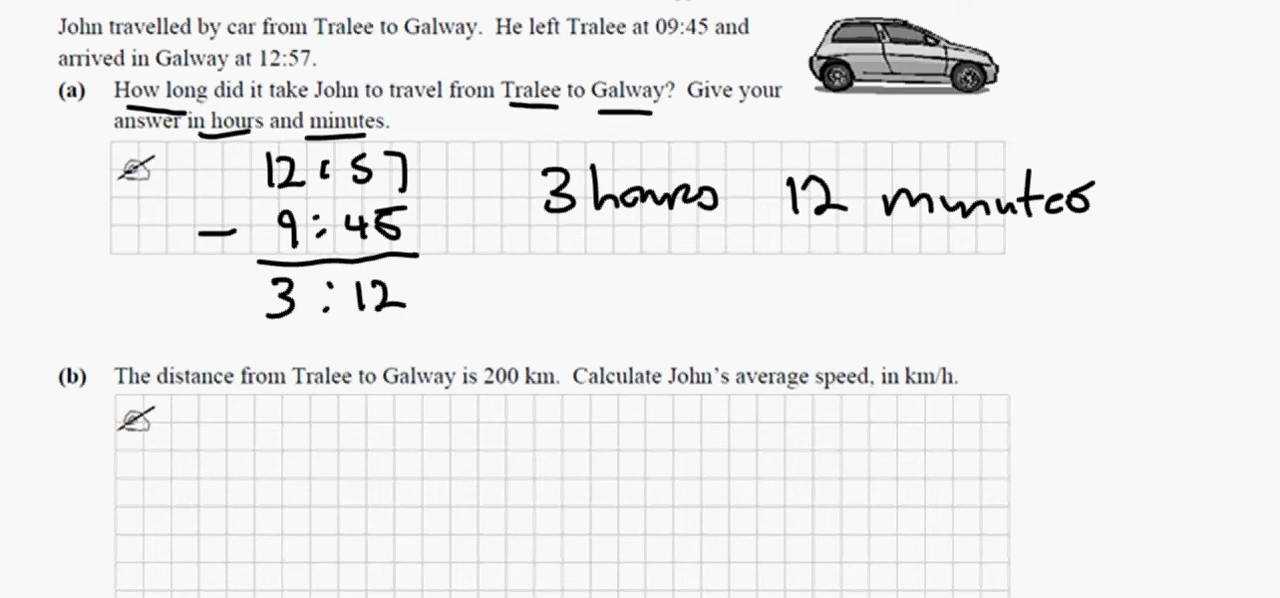 John travelled by car from Tralee to Galway. He left Tralee at 09:45 and
arrived in Galway at 12:57.
(a) How long did it take John to travel from Tralee to Galway? Give your
answer in hours and minutes.
12:57
3 hours 12 minutes
- 9:45
3:12
(b) The distance from Tralee to Galway is 200 km. Calculate John's average speed, in km/h.